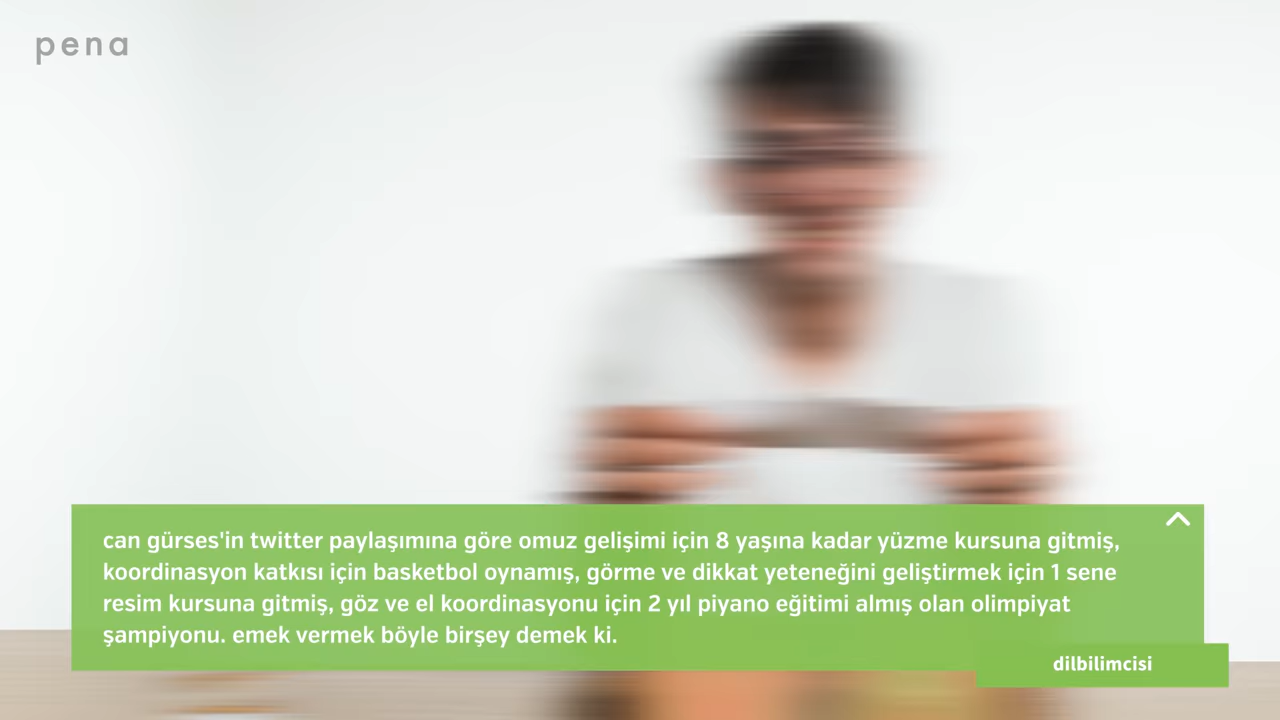 pena
can gürses'in twitter paylaşımına göre omuz gelişimi için 8 yaşına kadar yüzme kursuna gitmiş,
koordinasyon katkısı için basketbol oynamış, görme ve dikkat yeteneğini geliştirmek için 1 sene
resim kursuna gitmiş, göz ve el koordinasyonu için 2 yıl piyano eğitimi almış olan olimpiyat
şampiyonu. emek vermek böyle birşey demek ki.
dilbilimcisi